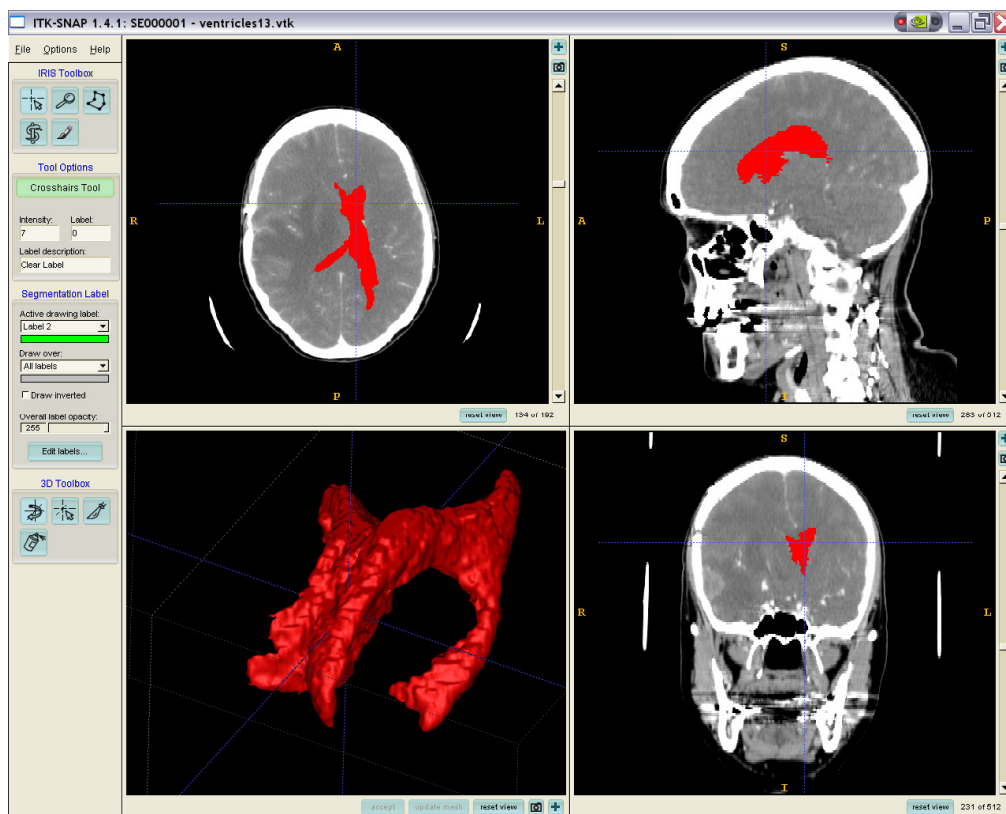 ITK-SNAP 1.4.1: SE000001 - ventricles13.vtk
File Options Help
IRIS Toolbox
Tool Options
Crosshairs Tool
Intensity: Label:
7 0
Label description:
Clear Label
Segmentation Label
Active drawing label:
Label 2
Draw over:
All labels
Draw inverted
Overall label opacity:
255
Edit labels...
3D Toolbox
A
R L
P
reset view 134 of 192
S
A P
I
reset view 283 of 512
accept update mesh reset view
S
R L
I
reset view 231 of 512